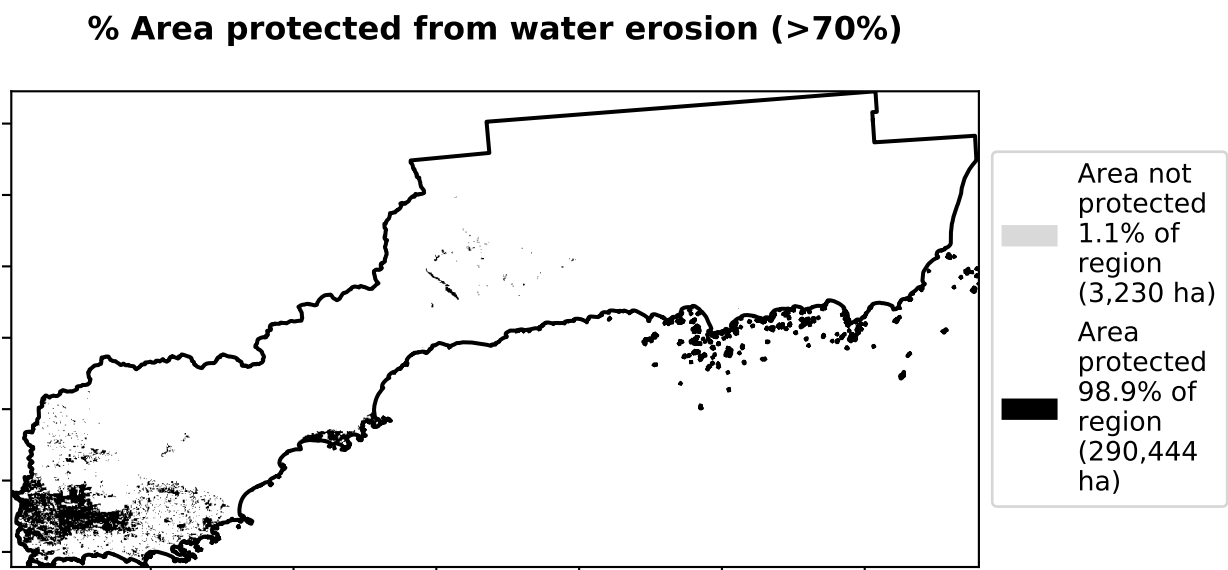 % Area protected from water erosion (>70%)
Area not
protected
1.1% of
region
(3,230 ha)
Area
protected
98.9% of
region
(290,444
ha)